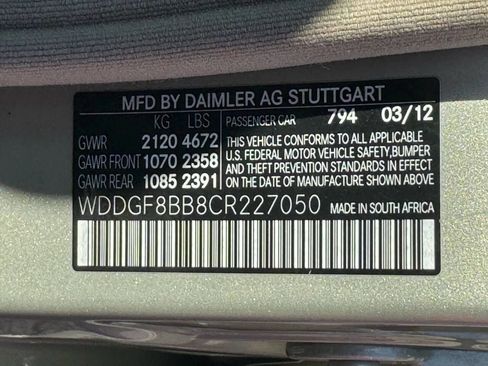 MFD BY DAIMLER AG STUTTGART
KG LBS PASSENGER CAR 794 03/12
GVWR 2120 4672
GAWR FRONT 1070 2358
GAWR REAR 1085 2391
THIS VEHICLE CONFORMS TO ALL APPLICABLE
U.S. FEDERAL MOTOR VEHICLE SAFETY,BUMPER
AND THEFT PREVENTION STANDARDS IN EFFECT
ON THE DATE OF MANUFACTURE SHOWN ABOVE.
WDDGF8BB8CR227050 MADE IN SOUTH AFRICA